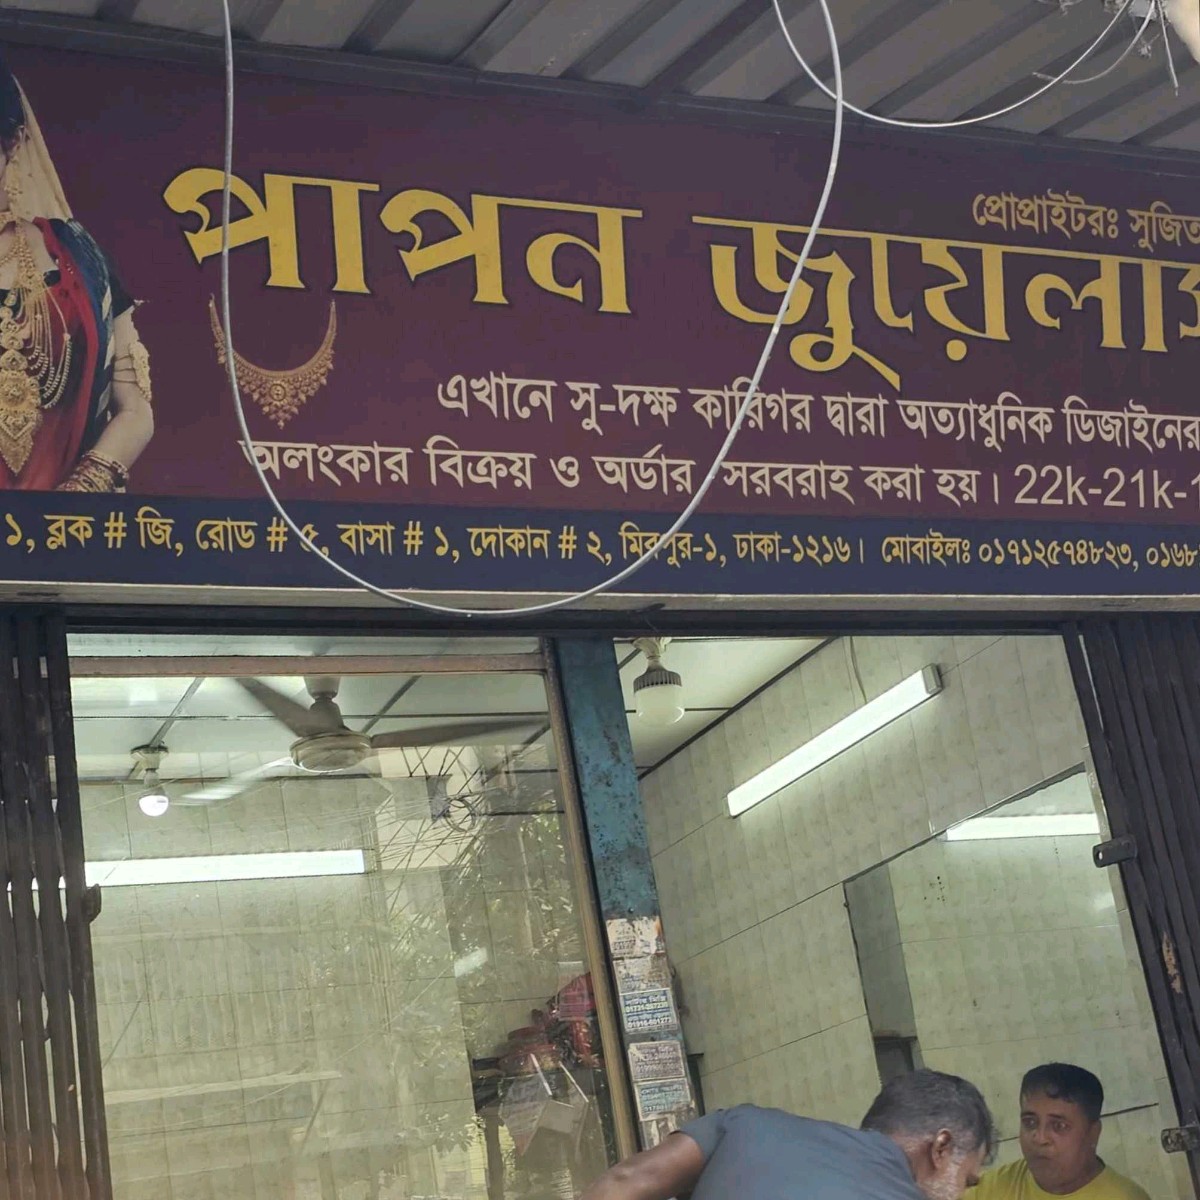 প্রোপ্রাইটরঃ সুজিত
পাপন জুয়েলার্স
এখানে সু-দক্ষ কারিগর দ্বারা অত্যাধুনিক ডিজাইনের
অলংকার বিক্রয় ও অর্ডার সরবরাহ করা হয়। 22k-21k-1
১, ব্লক # জি, রোড # ৫, বাসা # ১, দোকান # ২, মিরপুর-১, ঢাকা-১২১৬। মোবাইলঃ ০১৭১২৫৭৪৮২৩, ০১৬৮